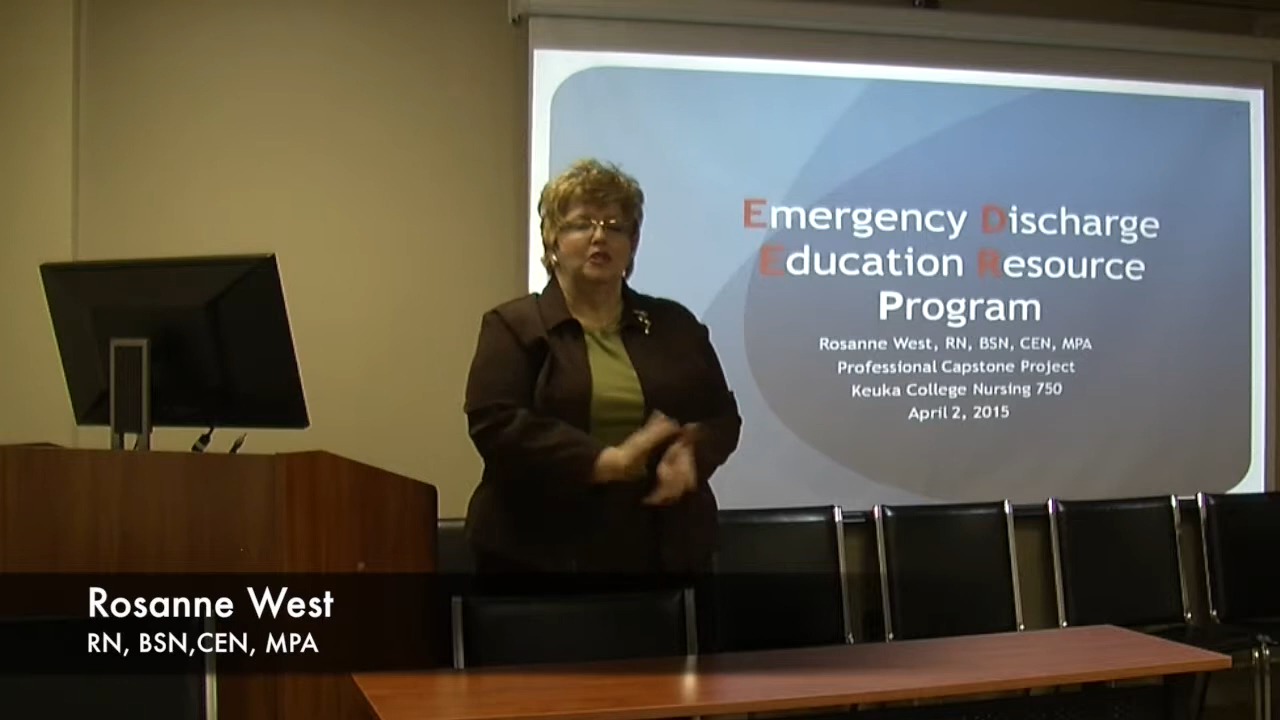 Emergency Discharge
Education Resource
Program
Rosanne West, RN, BSN, CEN, MPA
Professional Capstone Project
Keuka College Nursing 750
April 2, 2015
Rosanne West
RN, BSN,CEN, MPA